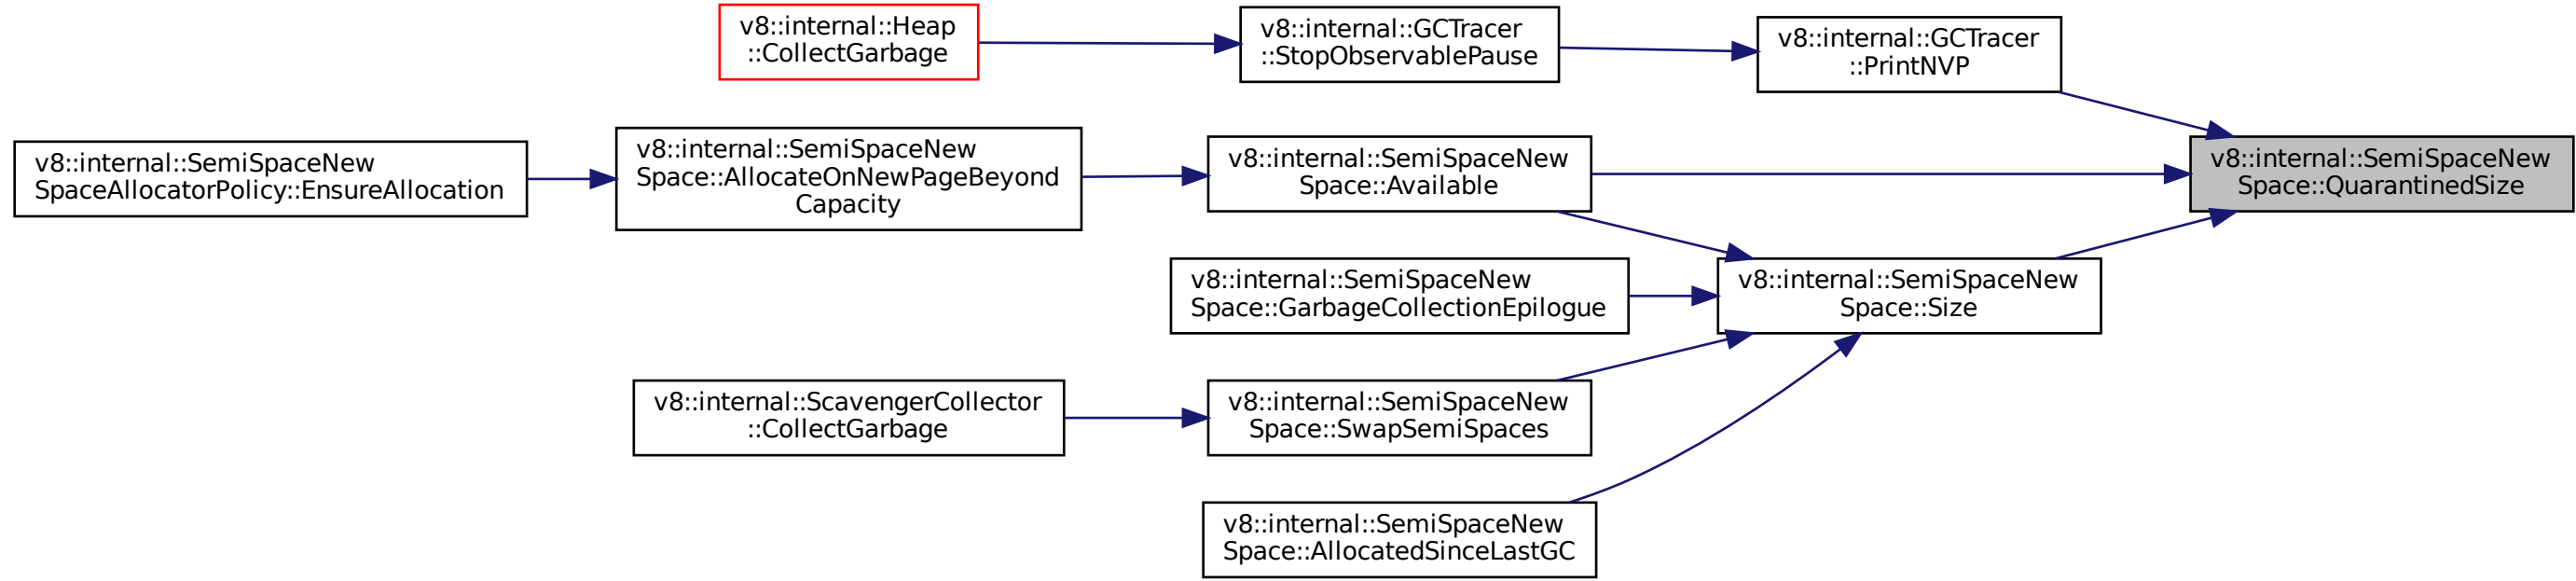 v8::internal::Heap
::CollectGarbage
v8::internal::GCTracer
::StopObservablePause
v8::internal::GCTracer
::PrintNVP
v8::internal::SemiSpaceNew
SpaceAllocatorPolicy::EnsureAllocation
v8::internal::SemiSpaceNew
Space::AllocateOnNewPageBeyond
Capacity
v8::internal::SemiSpaceNew
Space::Available
v8::internal::SemiSpaceNew
Space::QuarantinedSize
v8::internal::SemiSpaceNew
Space::GarbageCollectionEpilogue
v8::internal::SemiSpaceNew
Space::Size
v8::internal::ScavengerCollector
::CollectGarbage
v8::internal::SemiSpaceNew
Space::SwapSemiSpaces
v8::internal::SemiSpaceNew
Space::AllocatedSinceLastGC